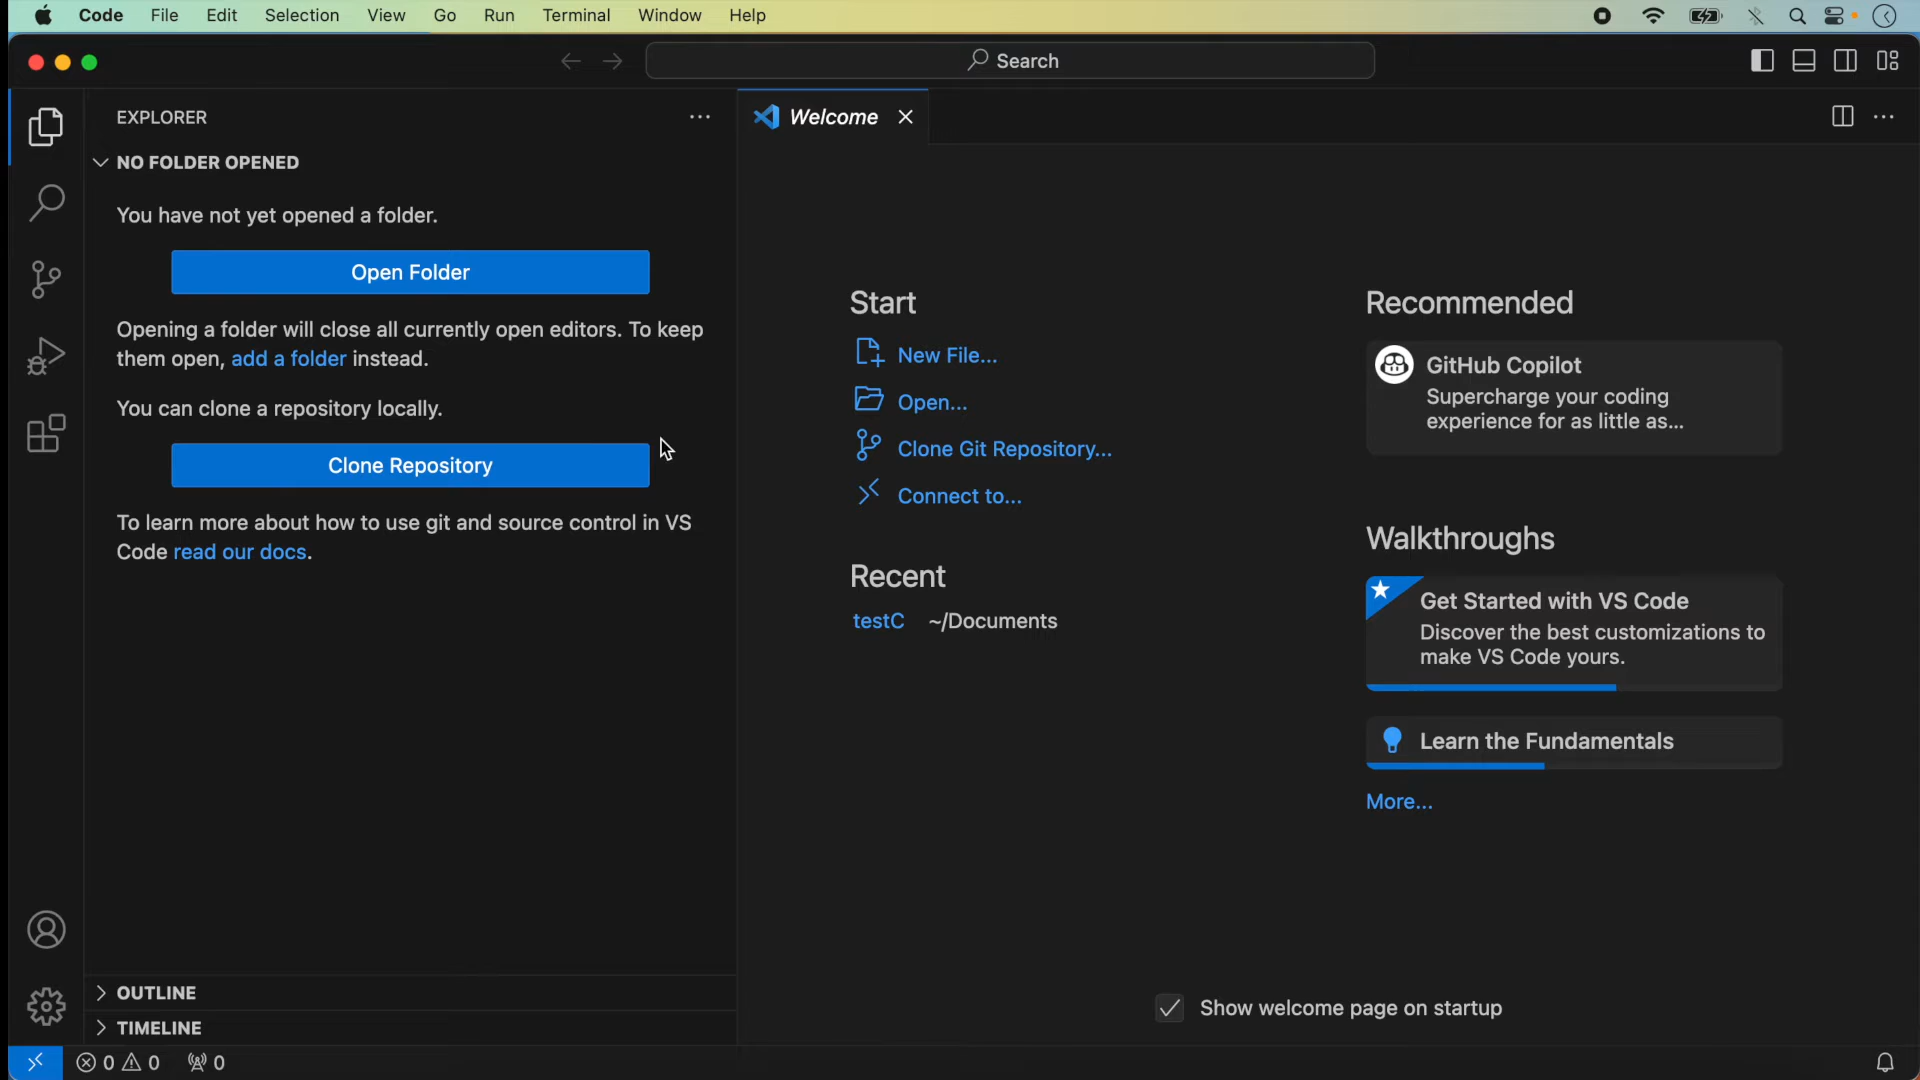 Code File Edit Selection View Go Run Terminal Window Help
Search
EXPLORER
NO FOLDER OPENED
You have not yet opened a folder.
Open Folder
Opening a folder will close all currently open editors. To keep
them open, add a folder instead.
You can clone a repository locally.
Clone Repository
To learn more about how to use git and source control in VS
Code read our docs.
OUTLINE
TIMELINE
Welcome
Start
New File...
Open...
Clone Git Repository...
Connect to...
Recent
testC ~/Documents
Recommended
GitHub Copilot
Supercharge your coding
experience for as little as...
Walkthroughs
Get Started with VS Code
Discover the best customizations to
make VS Code yours.
Learn the Fundamentals
More...
Show welcome page on startup
0 0 0